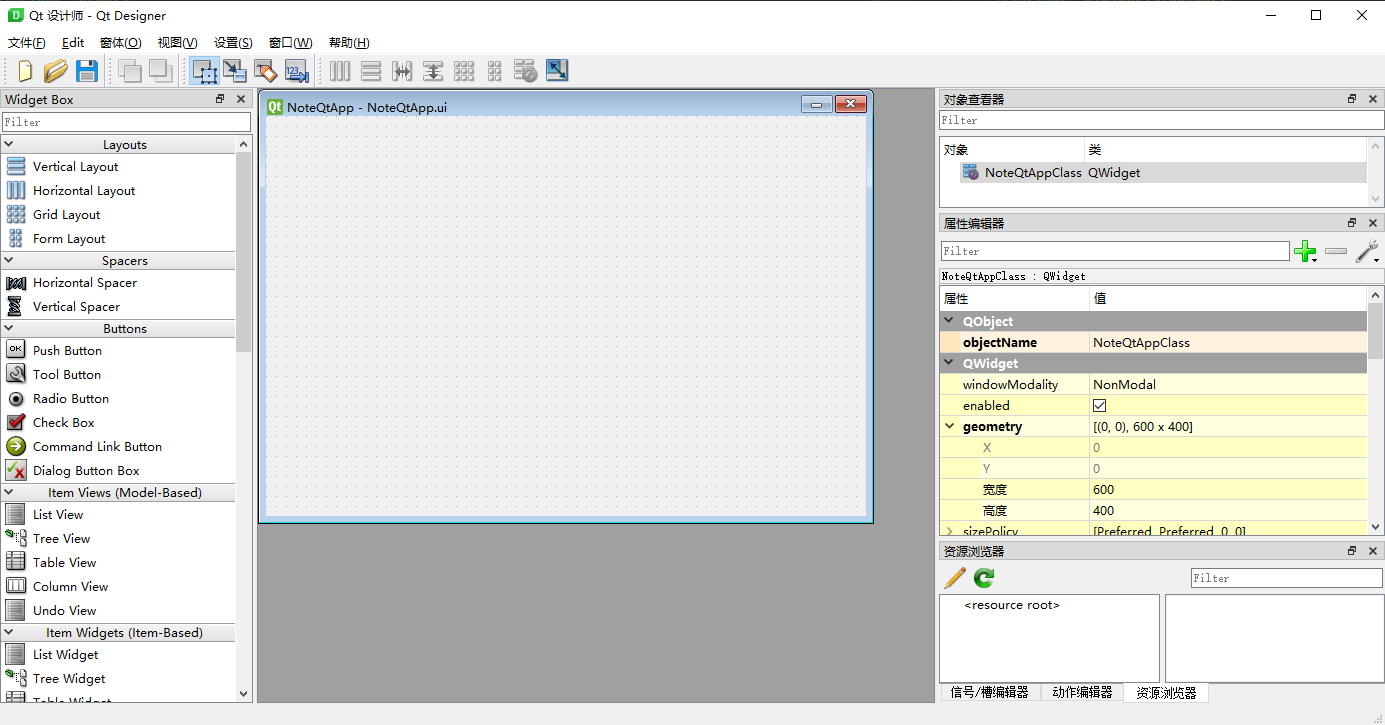 Qt 设计师 - Qt Designer
文件(F) Edit 窗体(O) 视图(V) 设置(S) 窗口(W) 帮助(H)
Widget Box
Filter
Layouts
Vertical Layout
Horizontal Layout
Grid Layout
Form Layout
Spacers
Horizontal Spacer
Vertical Spacer
Buttons
OK
Push Button
Tool Button
Radio Button
Check Box
Command Link Button
Dialog Button Box
Item Views (Model-Based)
List View
Tree View
Table View
Column View
Undo View
Item Widgets (Item-Based)
List Widget
Tree Widget
Table Widget
Qt NoteQtApp - NoteQtApp.ui
对象查看器
Filter
对象 类
NoteQtAppClass QWidget
属性编辑器
Filter
NoteQtAppClass : QWidget
属性 值
QObject
objectName NoteQtAppClass
QWidget
windowModality NonModal
enabled
geometry [(0, 0), 600 x 400]
X 0
Y 0
宽度 600
高度 400
sizePolicy [Preferred, Preferred, 0, 0]
资源浏览器
Filter
<resource root>
信号/槽编辑器 动作编辑器 资源浏览器